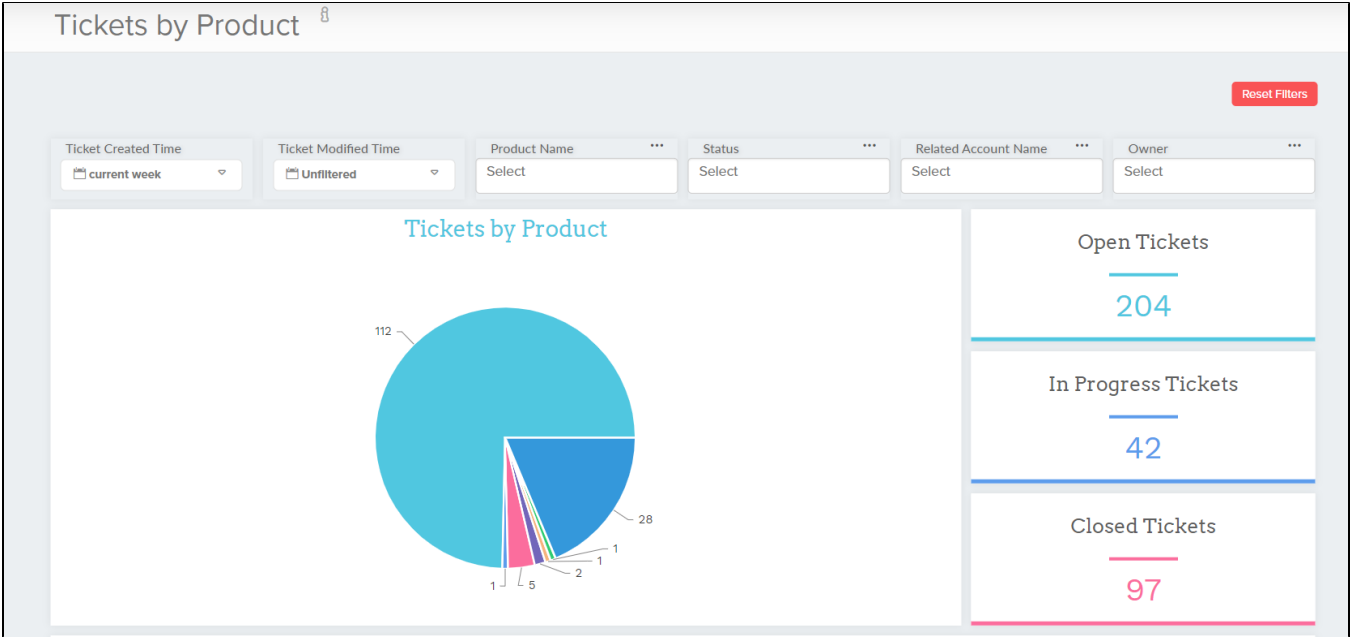 Tickets by Product
Reset Filters
Ticket Created Time
current week
Ticket Modified Time
Unfiltered
Product Name
Select
Status
Select
Related Account Name
Select
Owner
Select
Tickets by Product
112
28
1
1
2
5
1
Open Tickets
204
In Progress Tickets
42
Closed Tickets
97